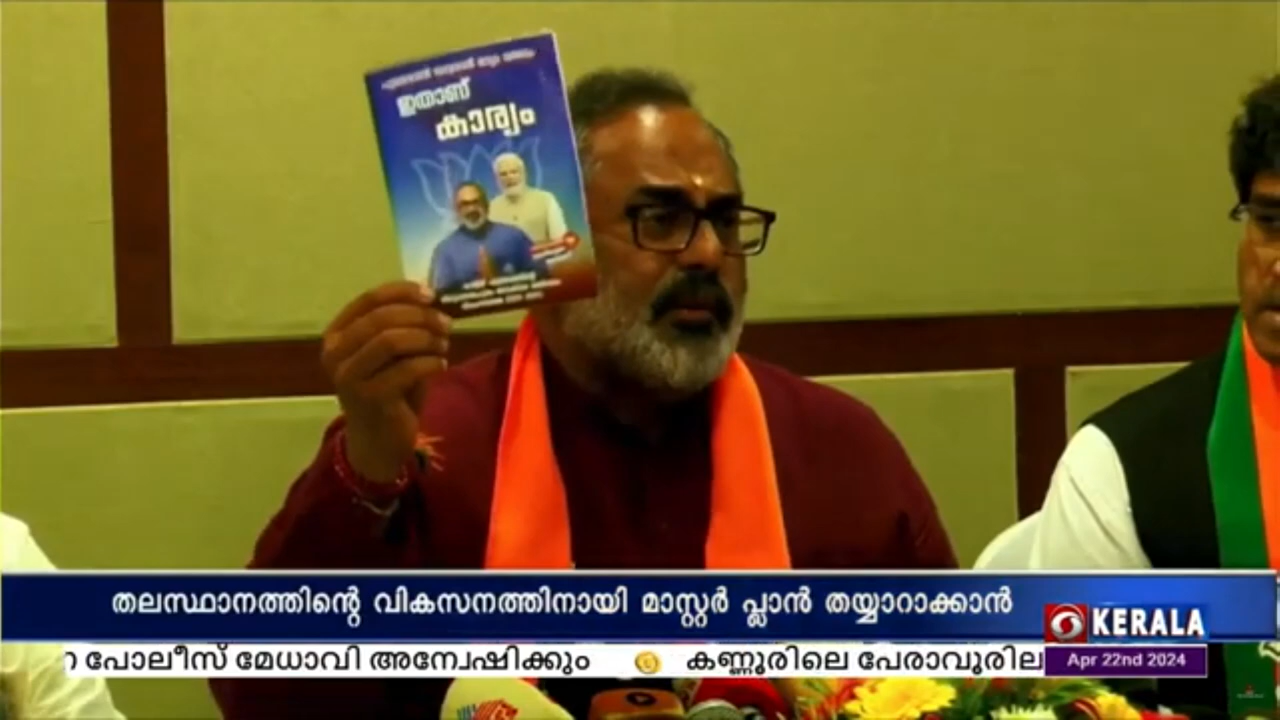 ഇതാണ്
കാര്യം
തലസ്ഥാനത്തിന്റെ വികസനത്തിനായി മാസ്റ്റർ പ്ലാൻ തയ്യാറാക്കാൻ
KERALA
പോലീസ് മേധാവി അന്വേഷിക്കും കണ്ണൂരിലെ പേരാവൂരില
Apr 22nd 2024